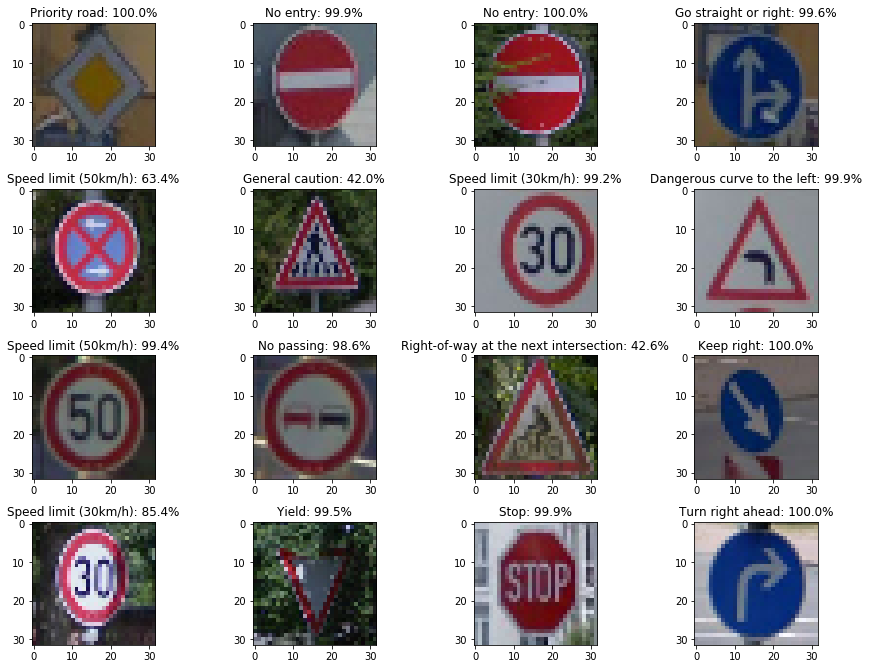 Priority road: 100.0%
No entry: 99.9%
No entry: 100.0%
Go straight or right: 99.6%
0
10
20
30
0 10 20 30
0
10
20
30
0 10 20 30
0
10
20
30
0 10 20 30
0
10
20
30
0 10 20 30
Speed limit (50km/h): 63.4%
General caution: 42.0%
Speed limit (30km/h): 99.2%
Dangerous curve to the left: 99.9%
0
10
20
30
0 10 20 30
0
10
20
30
0 10 20 30
0
10
20
30
30
0 10 20 30
0
10
20
30
0 10 20 30
Speed limit (50km/h): 99.4%
No passing: 98.6%
Right-of-way at the next intersection: 42.6%
Keep right: 100.0%
0
10
20
30
50
0 10 20 30
0
10
20
30
0 10 20 30
0
10
20
30
0 10 20 30
0
10
20
30
0 10 20 30
Speed limit (30km/h): 85.4%
Yield: 99.5%
Stop: 99.9%
Turn right ahead: 100.0%
0
10
20
30
30
0 10 20 30
0
10
20
30
0 10 20 30
0
10
20
30
STOP
0 10 20 30
0
10
20
30
0 10 20 30